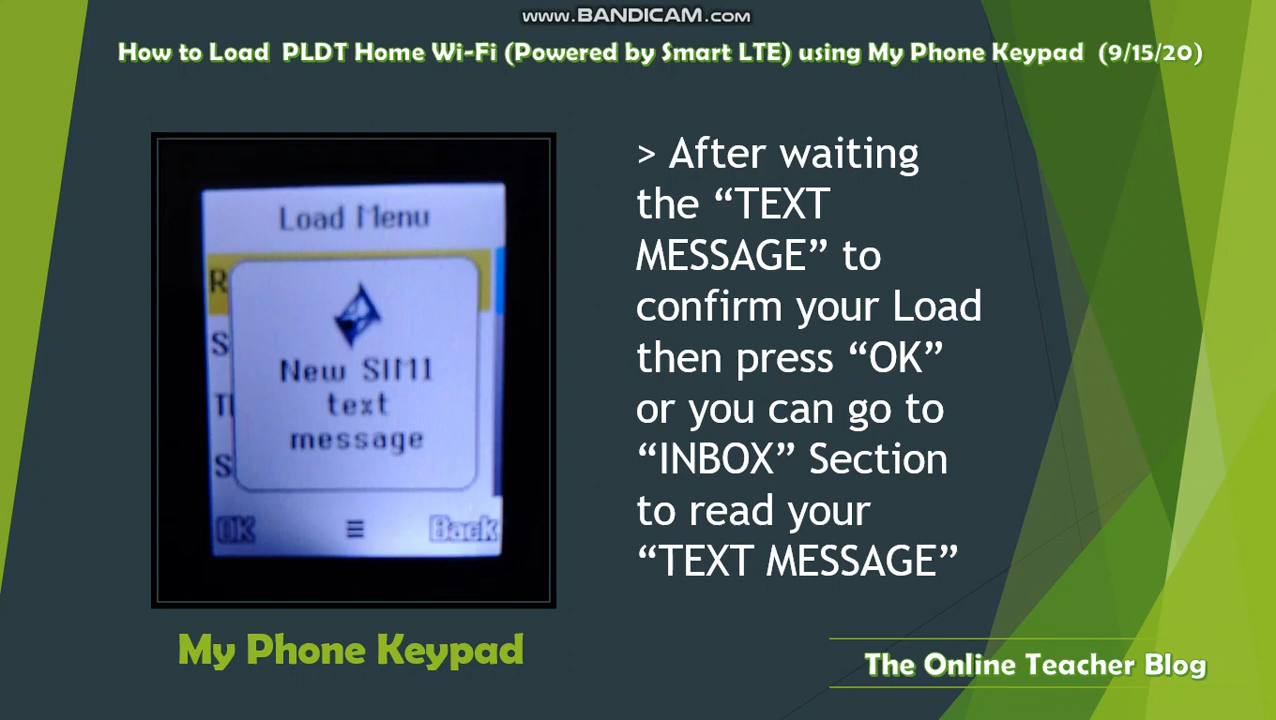 www.BANDICAM.com
How to Load PLDT Home Wi-Fi (Powered by Smart LTE) using My Phone Keypad (9/15/20)
> After waiting
the “TEXT
MESSAGE” to
confirm your Load
then press “OK”
or you can go to
“INBOX” Section
to read your
“TEXT MESSAGE”
Load Menu
R
S
New SIM1
text
message
S
OK
Back
My Phone Keypad
The Online Teacher Blog